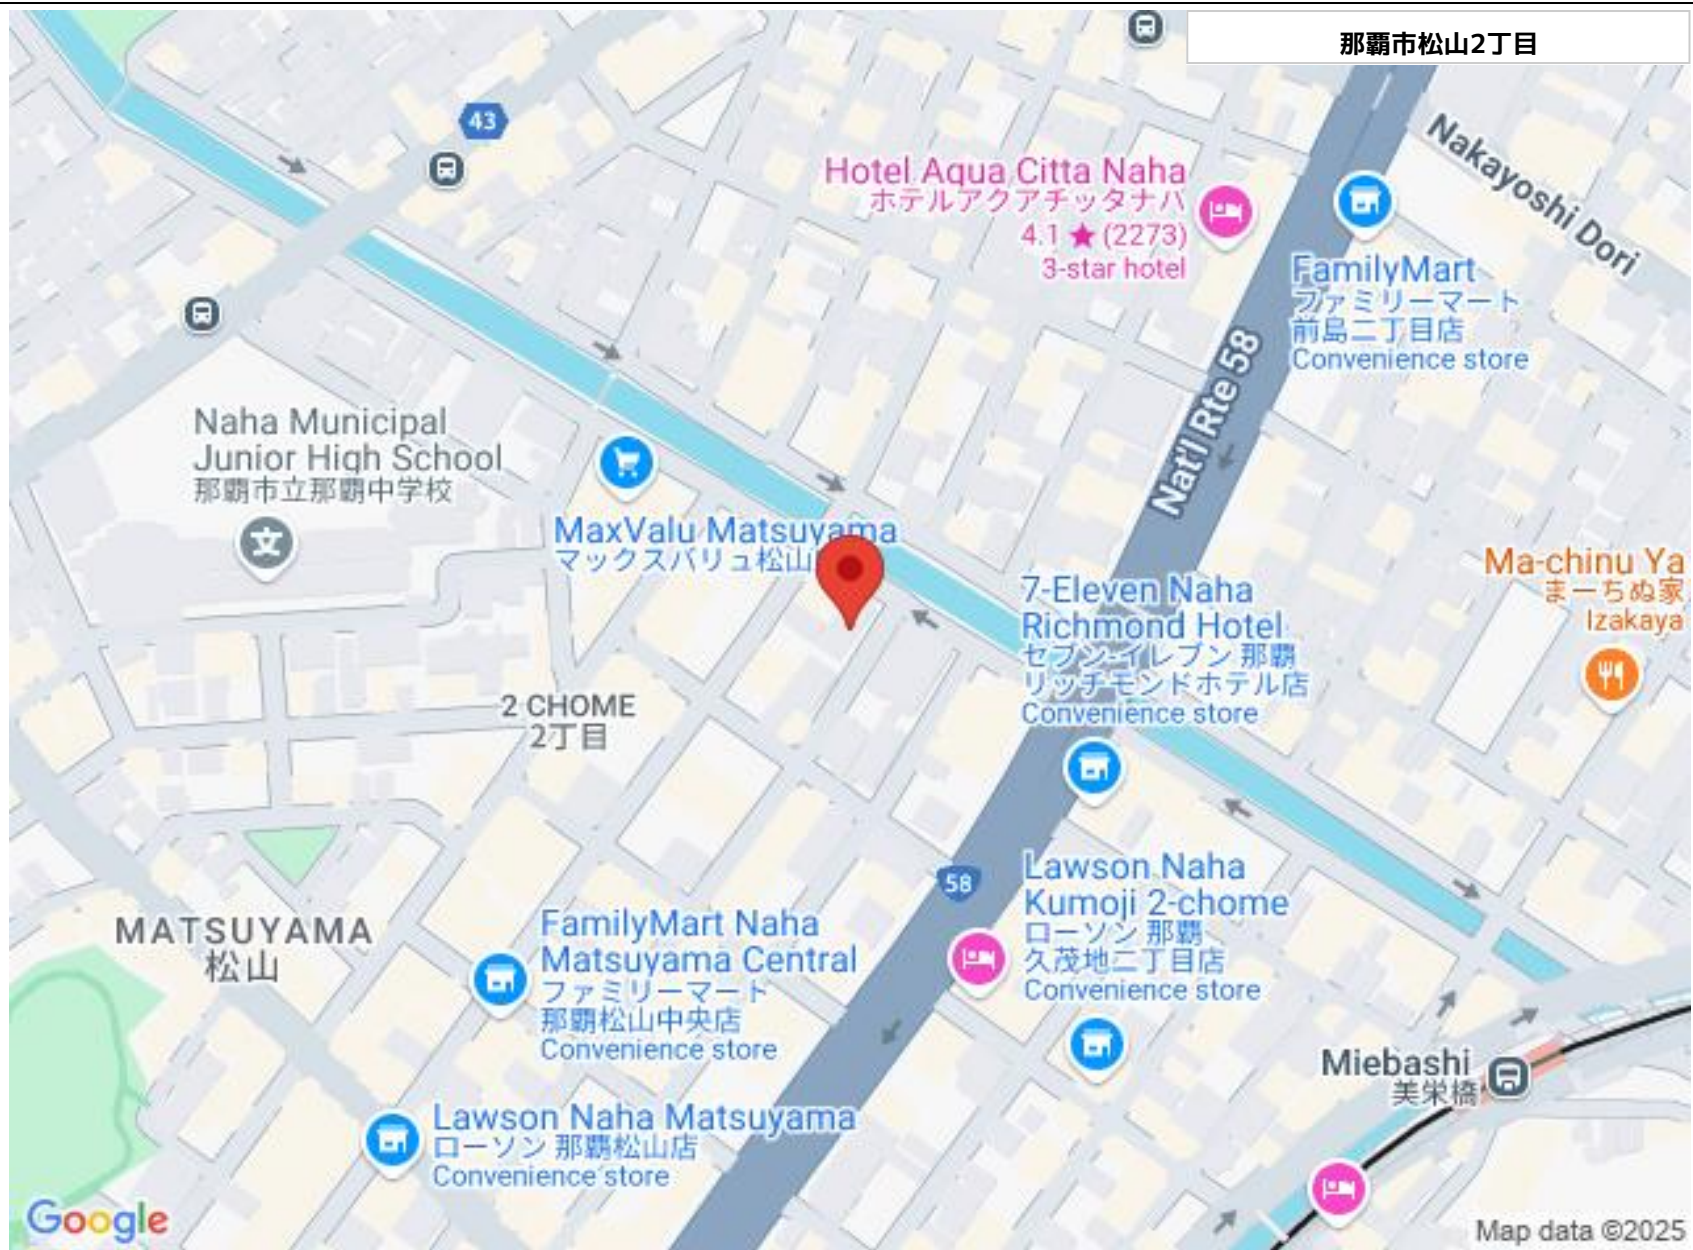 那覇市松山2丁目
43
Nakayoshi Dori
Hotel Aqua Citta Naha
ホテルアクアチッタナハ
4.1 ★ (2273)
3-star hotel
FamilyMart
ファミリーマート
前島二丁目店
Convenience store
Nat'l Rte 58
Naha Municipal
Junior High School
那覇市立那覇中学校
文
MaxValu Matsuyama
マックスバリュ松山
7-Eleven Naha
Richmond Hotel
セブン-イレブン 那覇
リッチモンドホテル店
Convenience store
Ma-chinu Ya
まーちぬ家
Izakaya
2 CHOME
2丁目
58
Lawson Naha
Kumoji 2-chome
ローソン 那覇
久茂地二丁目店
Convenience store
MATSUYAMA
松山
FamilyMart Naha
Matsuyama Central
ファミリーマート
那覇松山中央店
Convenience store
Miebashi
美栄橋
Lawson Naha Matsuyama
ローソン 那覇松山店
Convenience store
Google
Map data ©2025